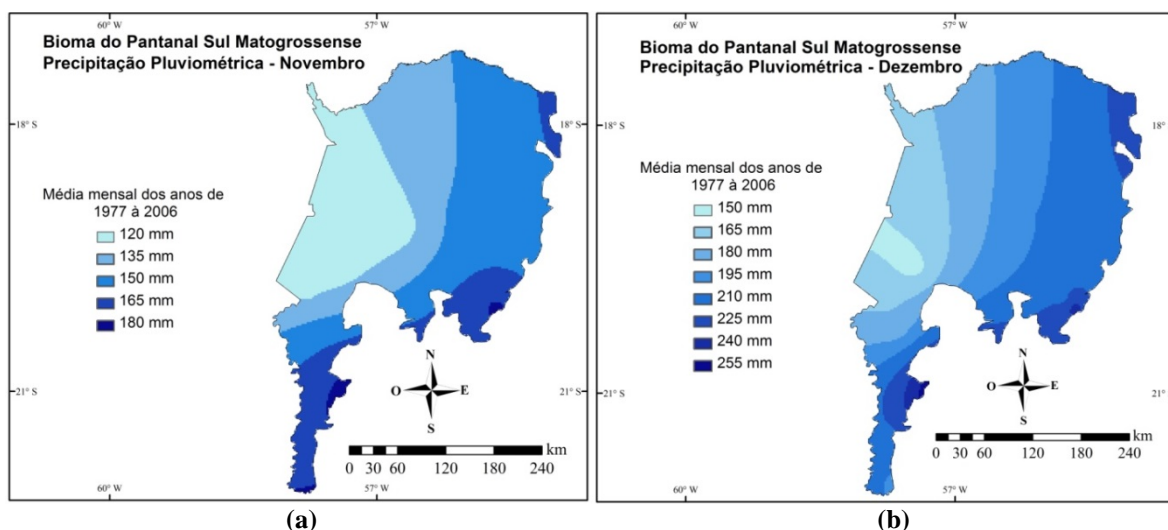 60° W
57° W
Bioma do Pantanal Sul Matogrossense
Precipitação Pluviométrica - Novembro
18° S
18° S
Média mensal dos anos de
1977 à 2006
120 mm
135 mm
150 mm
165 mm
180 mm
N
O
E
S
21° S
21° S
km
0 30 60 120 180 240
60° W
57° W
(a)
60° W
57° W
Bioma do Pantanal Sul Matogrossense
Precipitação Pluviométrica - Dezembro
18° S
18° S
Média mensal dos anos de
1977 à 2006
150 mm
165 mm
180 mm
195 mm
210 mm
225 mm
240 mm
255 mm
N
O
E
S
21° S
21°
km
0 30 60 120 180 240
60° W
57° W
(b)